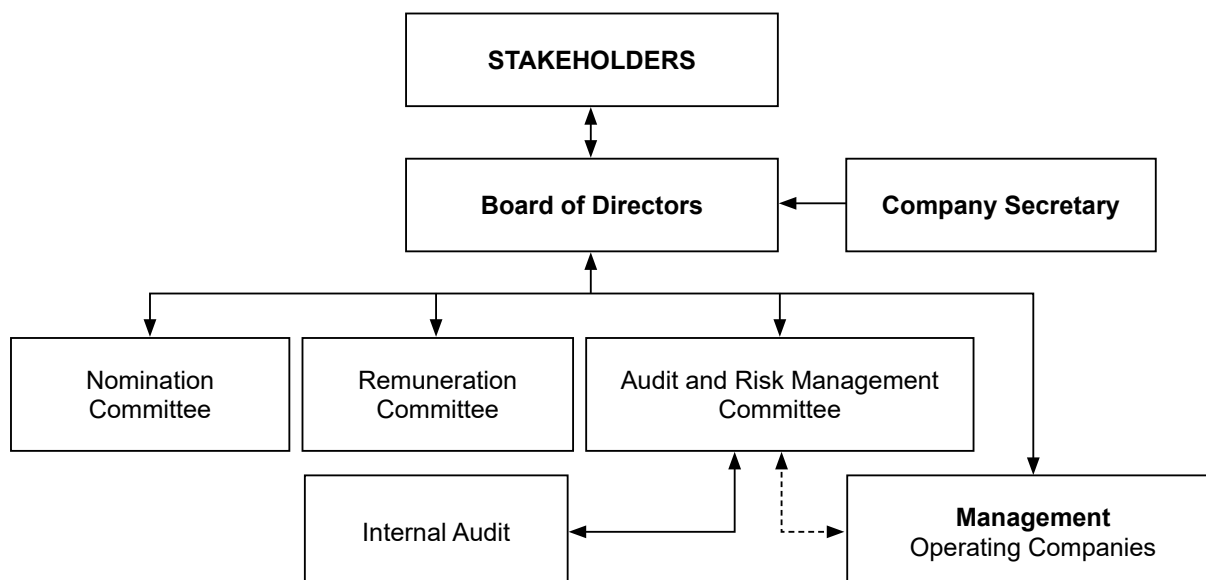 STAKEHOLDERS
Board of Directors
Company Secretary
Nomination
Committee
Remuneration
Committee
Audit and Risk Management
Committee
Internal Audit
Management
Operating Companies